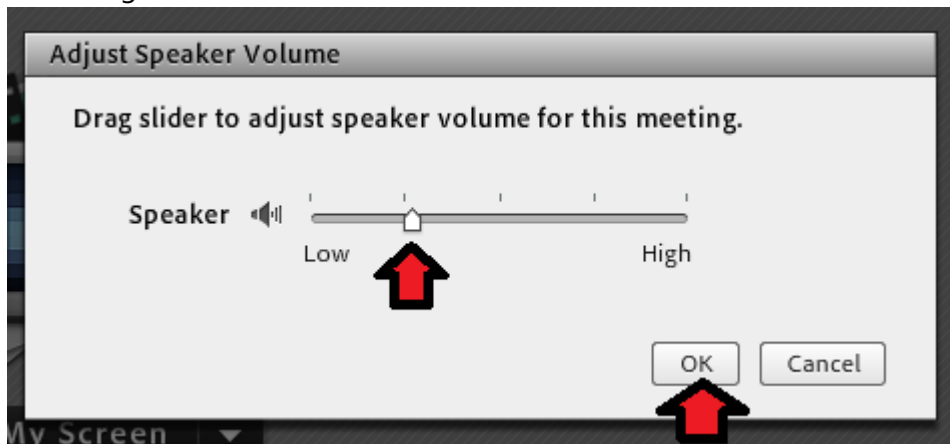 Adjust Speaker Volume
Drag slider to adjust speaker volume for this meeting.
Speaker
Low High
OK Cancel
My Screen